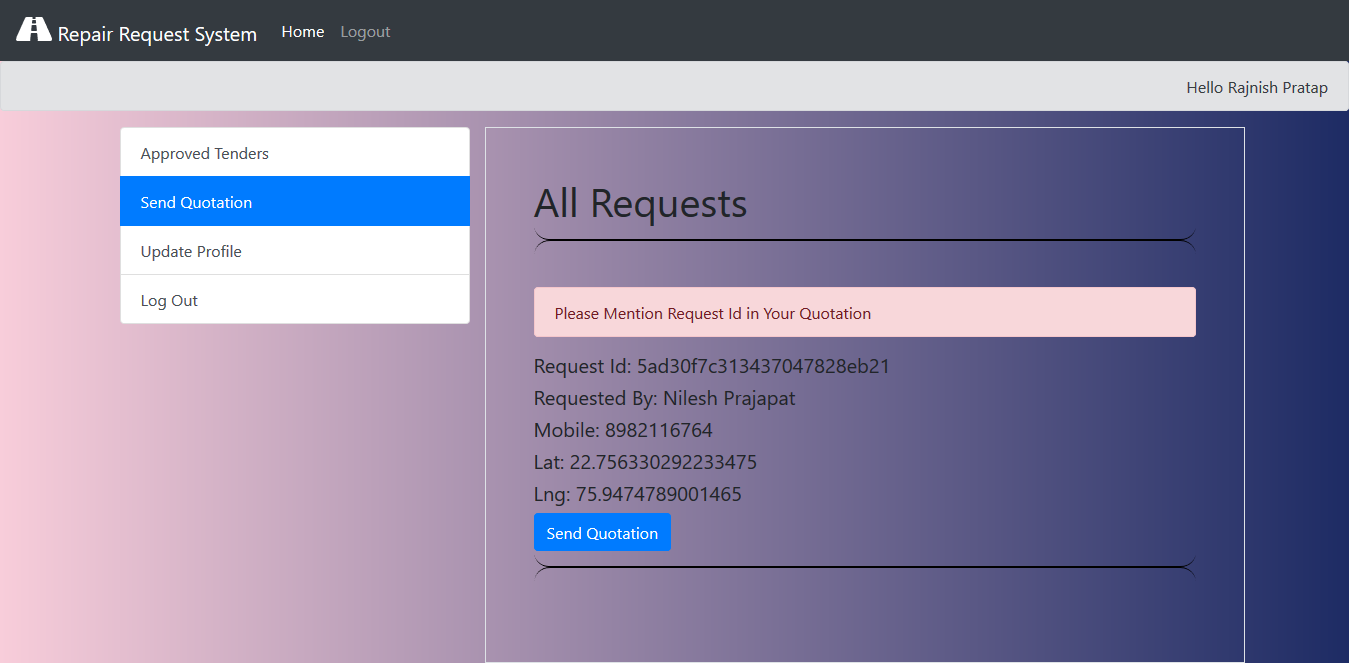 Repair Request System Home Logout
Hello Rajnish Pratap
Approved Tenders
Send Quotation
Update Profile
Log Out
All Requests
Please Mention Request Id in Your Quotation
Request Id: 5ad30f7c313437047828eb21
Requested By: Nilesh Prajapat
Mobile: 8982116764
Lat: 22.756330292233475
Lng: 75.9474789001465
Send Quotation